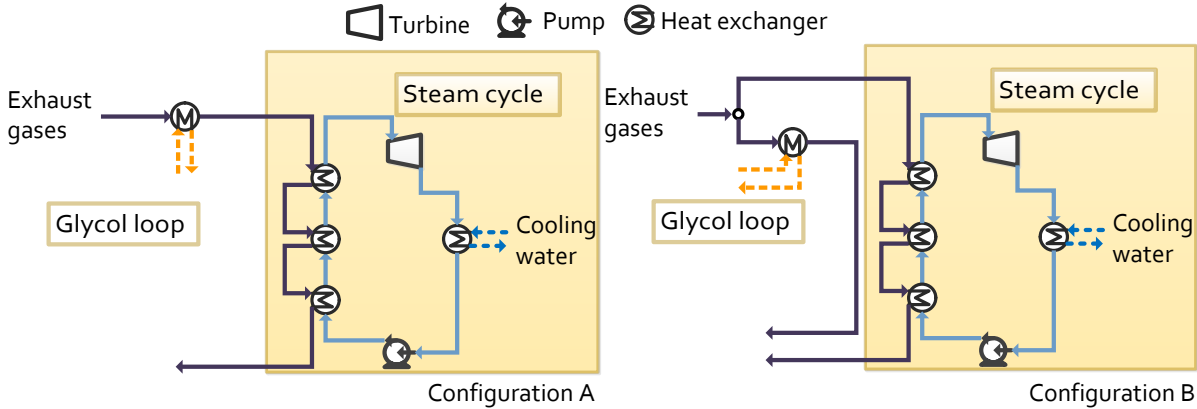 Turbine
Pump
Heat exchanger
Exhaust
gases
Steam cycle
Glycol loop
Cooling
water
Configuration A
Exhaust
gases
Steam cycle
Glycol loop
Cooling
water
Configuration B